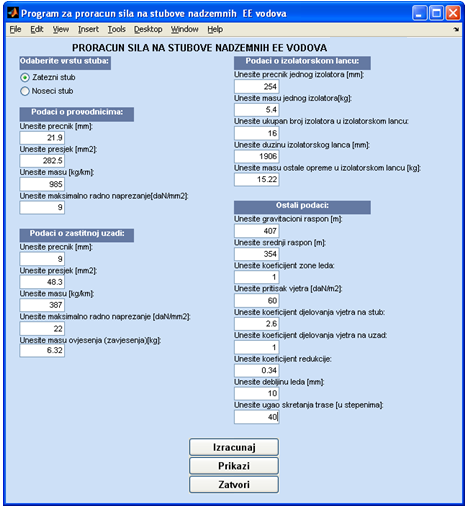 Program za proracun sila na stubove nadzemnih EE vodova
File Edit View Insert Tools Desktop Window Help
PRORACUN SILA NA STUBOVE NADZEMNIH EE VODOVA
Odaberite vrstu stuba:
Zatezni stub
Noseci stub
Podaci o provodnicima:
Unesite precnik [mm]:
21.9
Unesite presjek [mm2]:
282.5
Unesite masu [kg/km]:
985
Unesite maksimalno radno naprezanje[daN/mm2]:
9
Podaci o zastitnoj uzadi:
Unesite precnik [mm]:
9
Unesite presjek [mm2]:
48.3
Unesite masu [kg/km]:
387
Unesite maksimalno radno naprezanje [daN/mm2]:
22
Unesite masu ovjesenja (zavjesenja)[kg]:
6.32
Podaci o izolatorskom lancu:
Unesite precnik jednog izolatora [mm]:
254
Unesite masu jednog izolatora[kg]:
5.4
Unesite ukupan broj izolatora u izolatorskom lancu:
16
Unesite duzinu izolatorskog lanca [mm]:
1906
Unesite masu ostale opreme u izolatorskom lancu [kg]:
15.22
Ostali podaci:
Unesite gravitacioni raspon [m]:
407
Unesite srednji raspon [m]:
354
Unesite koeficijent zone leda:
1
Unesite pritisak vjetra [daN/m2]:
60
Unesite koeficijent djelovanja vjetra na stub:
2.6
Unesite koeficijent djelovanja vjetra na uzad:
1
Unesite koeficijent redukcije:
0.34
Unesite debljinu leda [mm]:
10
Unesite ugao skretanja trase [u stepenima]:
40
Izracunaj
Prikazi
Zatvori